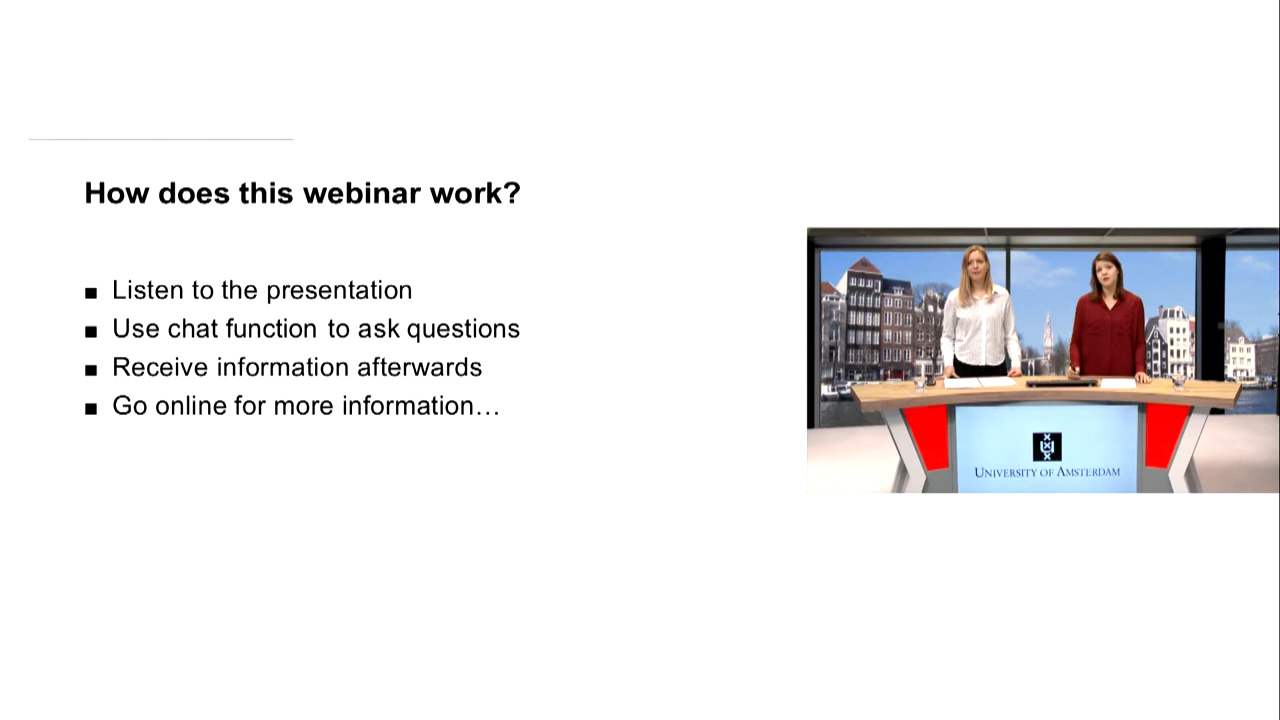 How does this webinar work?
■ Listen to the presentation
■ Use chat function to ask questions
■ Receive information afterwards
■ Go online for more information…
UNIVERSITY OF AMSTERDAM